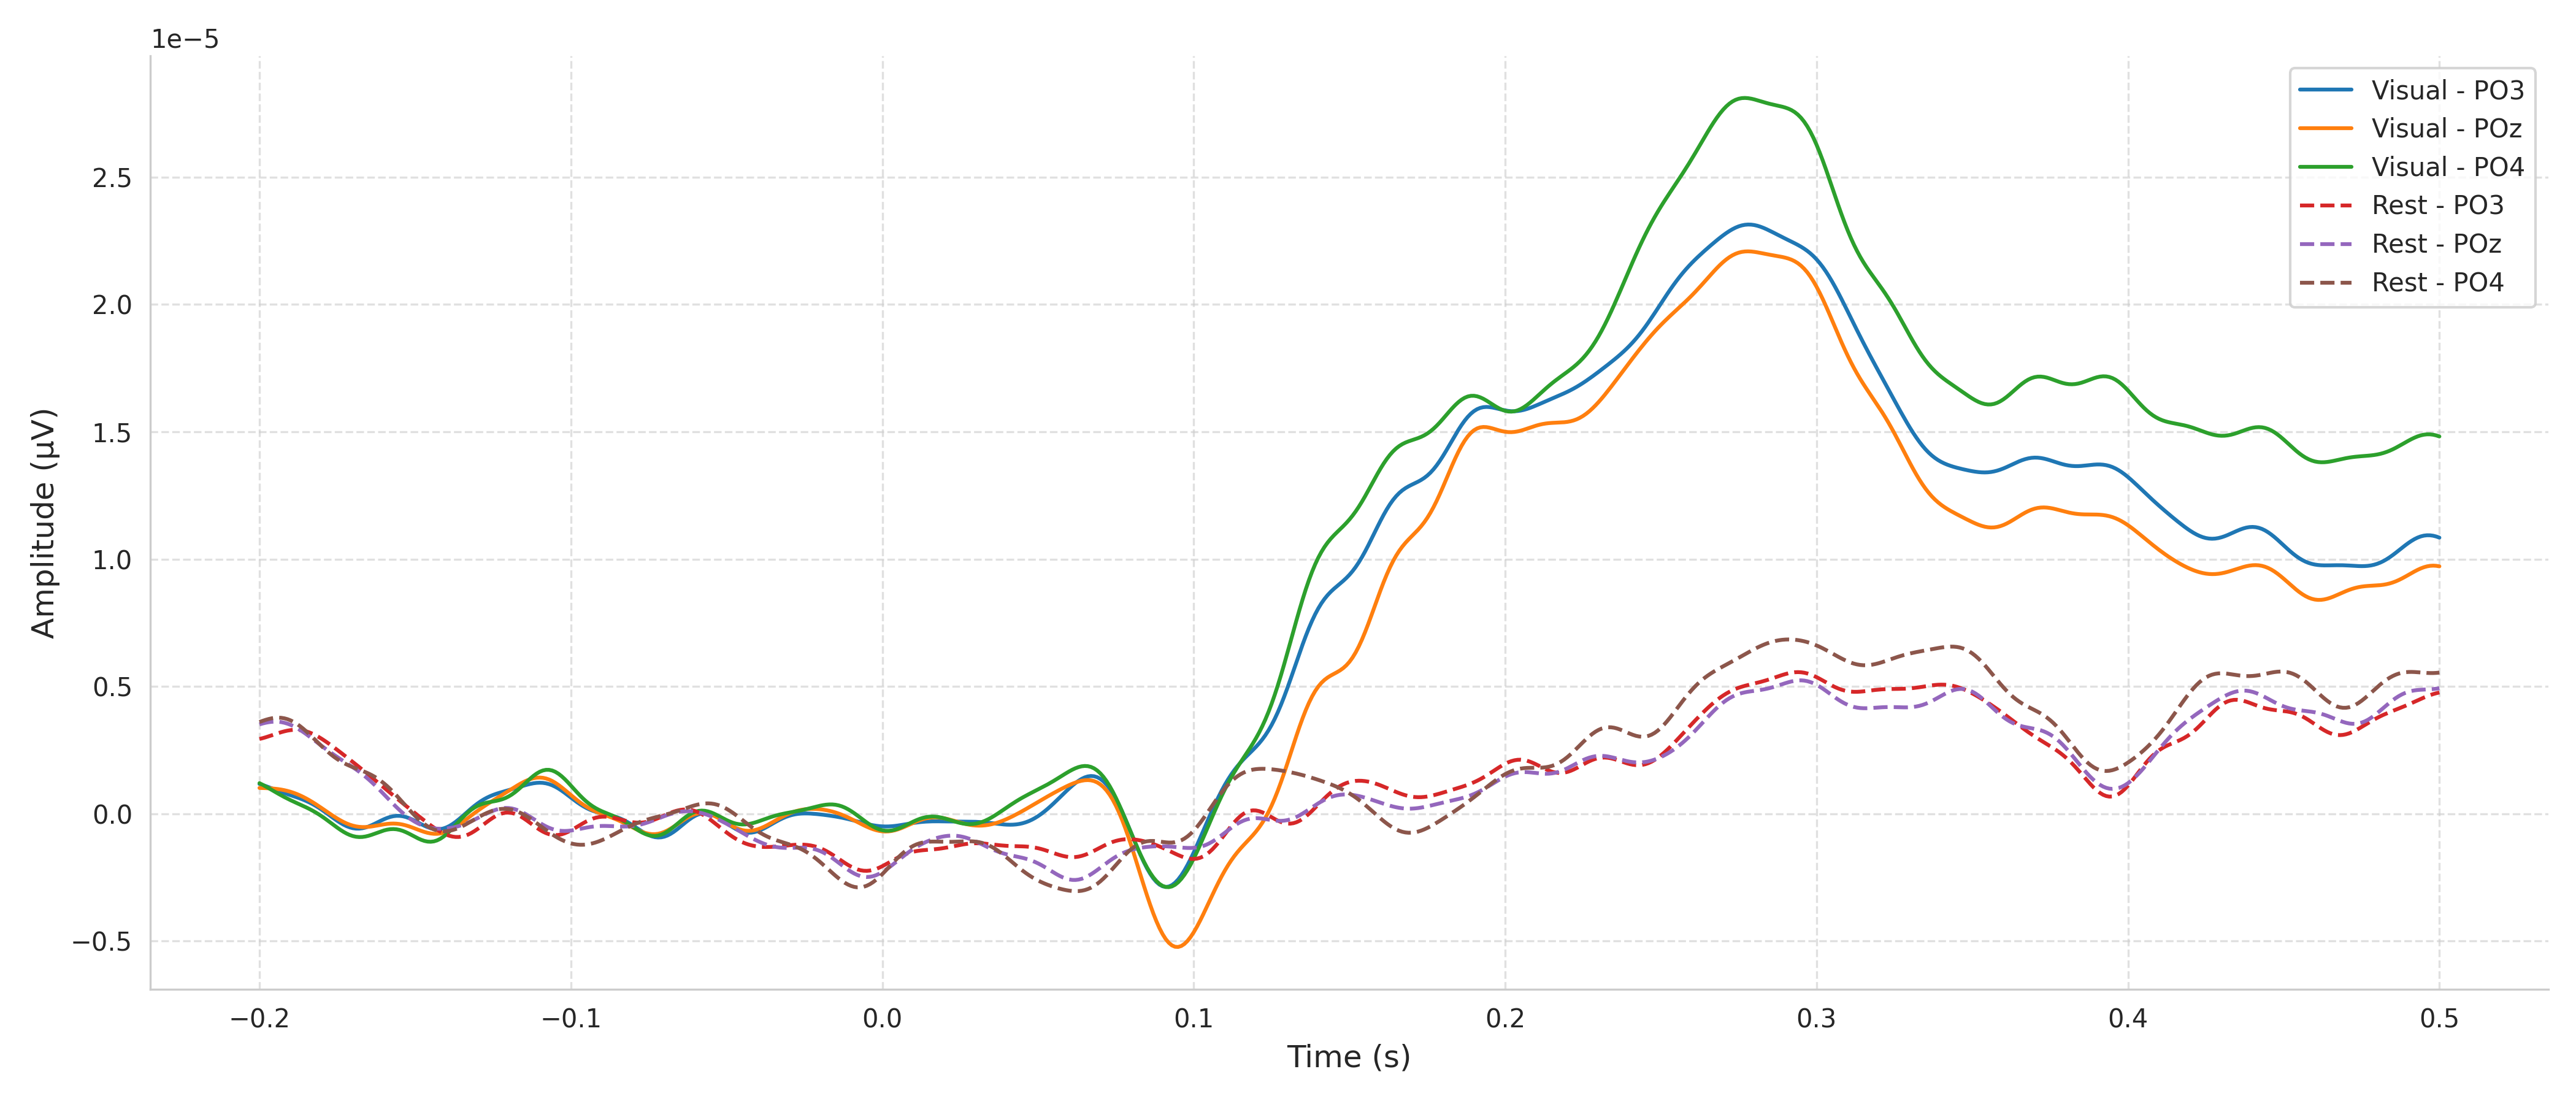 1e−5
2.5
2.0
1.5
1.0
0.5
0.0
−0.5
Amplitude (µV)
−0.2
−0.1
0.0
0.1
0.2
0.3
0.4
0.5
Time (s)
Visual - PO3
Visual - POz
Visual - PO4
Rest - PO3
Rest - POz
Rest - PO4